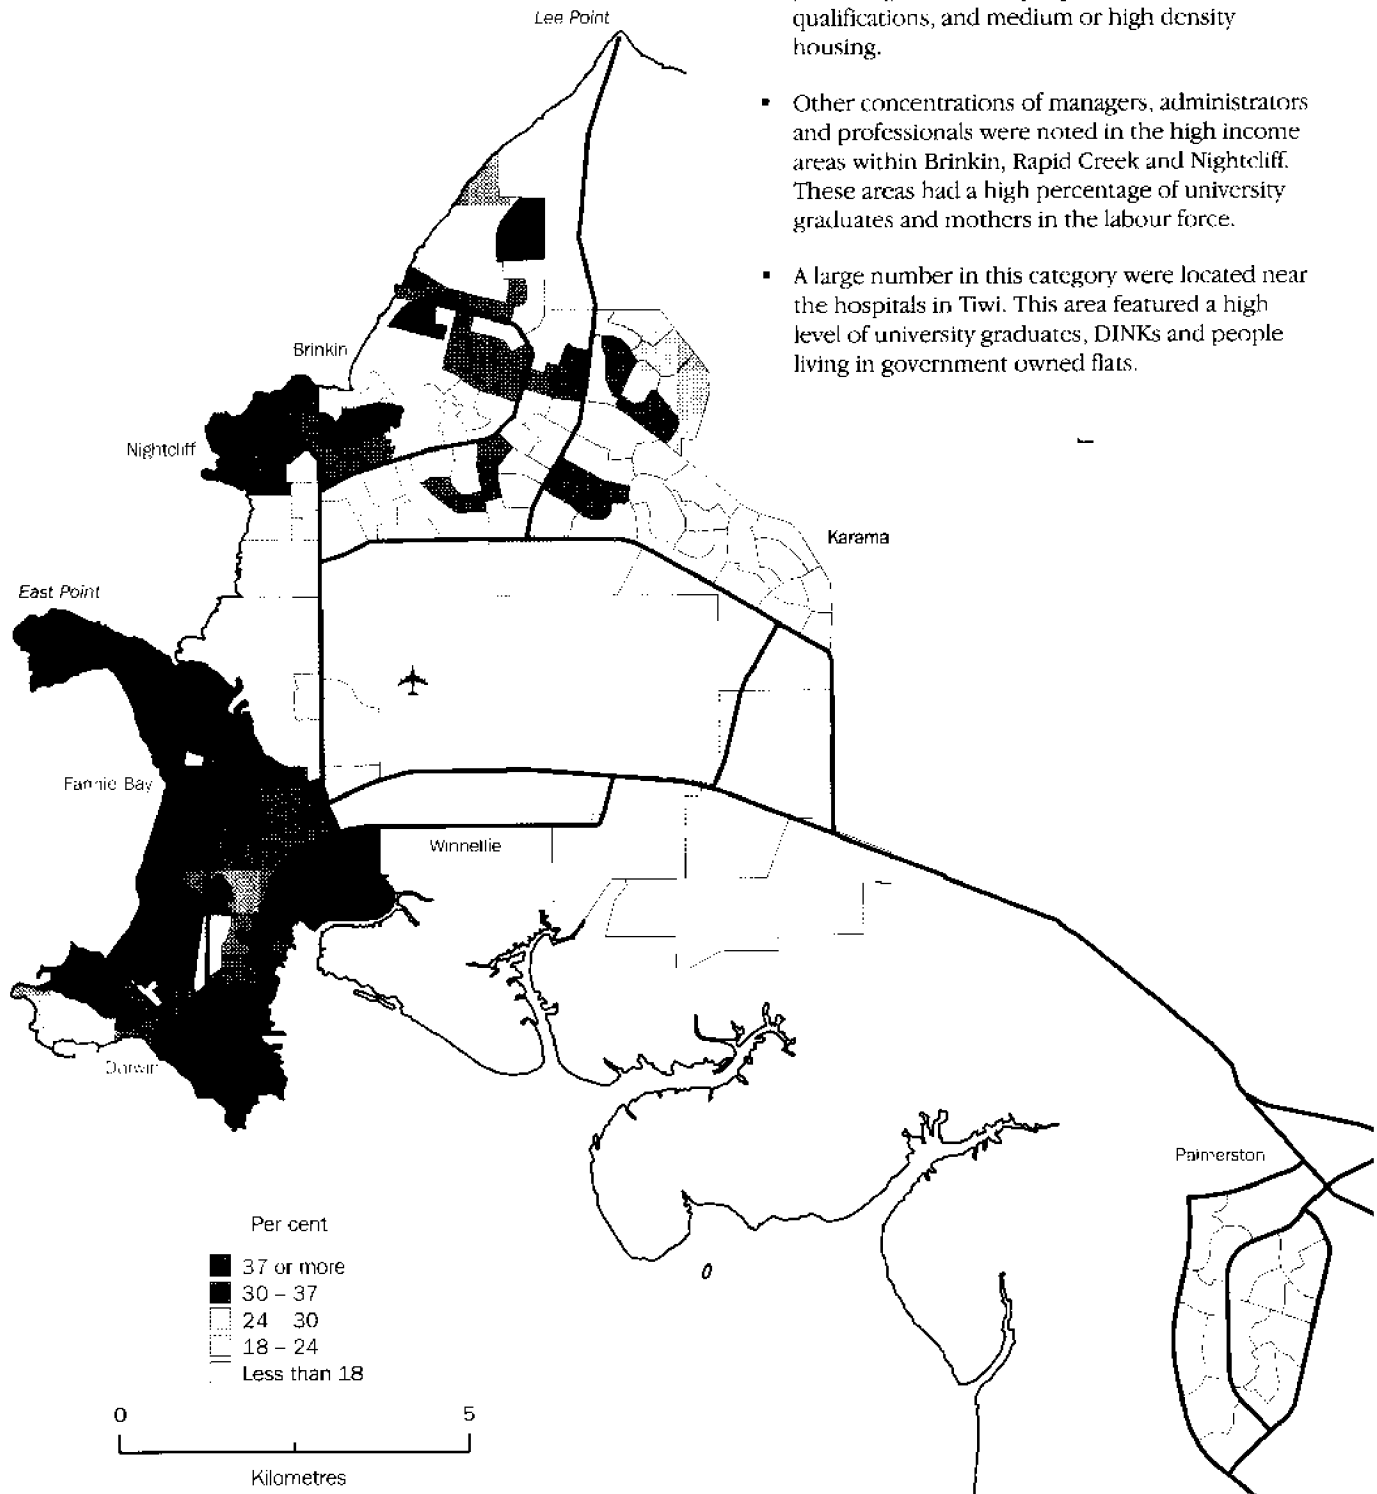 Lee Point
qualifications, and medium or high density
housing.
▪ Other concentrations of managers, administrators
and professionals were noted in the high income
areas within Brinkin, Rapid Creek and Nightcliff.
These areas had a high percentage of university
graduates and mothers in the labour force.
▪ A large number in this category were located near
the hospitals in Tiwi. This area featured a high
level of university graduates, DINKs and people
living in government owned flats.
Brinkin
Nightcliff
Karama
East Point
Fannie Bay
Winnellie
Darwin
Palmerston
Per cent
37 or more
30 – 37
24 30
18 – 24
Less than 18
0 5
Kilometres